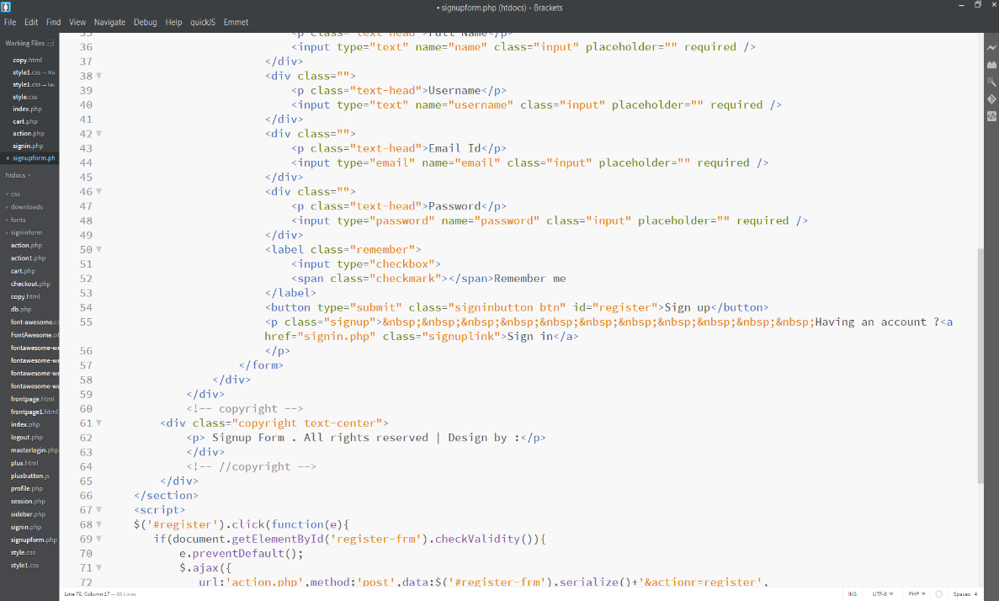 • signupform.php (htdocs) - Brackets
File Edit Find View Navigate Debug Help quickJS Emmet
Working Files
copy.html
style1.css
style1.css
style.css
index.php
cart.php
action.php
signin.php
signupform.ph
htdocs
css
downloads
fonts
signinform
action.php
action1.php
cart.php
checkout.php
copy.html
db.php
font-awesome.cs
FontAwesome.ot
fontawesome-we
fontawesome-we
fontawesome-we
fontawesome-we
frontpage.html
frontpage1.html
index.php
logout.php
masterlogin.php
plus.html
plusbutton.js
profile.php
session.php
sidebar.php
signin.php
signupform.php
style.css
style1.css
35 <p class="text-head">Full Name</p>
36 <input type="text" name="name" class="input" placeholder="" required />
37 </div>
38 <div class="">
39 <p class="text-head">Username</p>
40 <input type="text" name="username" class="input" placeholder="" required />
41 </div>
42 <div class="">
43 <p class="text-head">Email Id</p>
44 <input type="email" name="email" class="input" placeholder="" required />
45 </div>
46 <div class="">
47 <p class="text-head">Password</p>
48 <input type="password" name="password" class="input" placeholder="" required />
49 </div>
50 <label class="remember">
51 <input type="checkbox">
52 <span class="checkmark"></span>Remember me
53 </label>
54 <button type="submit" class="signinbutton btn" id="register">Sign up</button>
55 <p class="signup">&nbsp;&nbsp;&nbsp;&nbsp;&nbsp;&nbsp;&nbsp;&nbsp;&nbsp;&nbsp;&nbsp;Having an account ?<a
href="signin.php" class="signuplink">Sign in</a>
56 </p>
57 </form>
58 </div>
59 </div>
60 <!-- copyright -->
61 <div class="copyright text-center">
62 <p> Signup Form . All rights reserved | Design by :</p>
63 </div>
64 <!-- //copyright -->
65 </div>
66 </section>
67 <script>
68 $('#register').click(function(e){
69 if(document.getElementById('register-frm').checkValidity()){
70 e.preventDefault();
71 $.ajax({
72 url:'action.php',method:'post',data:$('#register-frm').serialize()+'&actionr=register',
Line 78, Column 17 — 88 Lines
INS UTF-8 PHP Spaces: 4